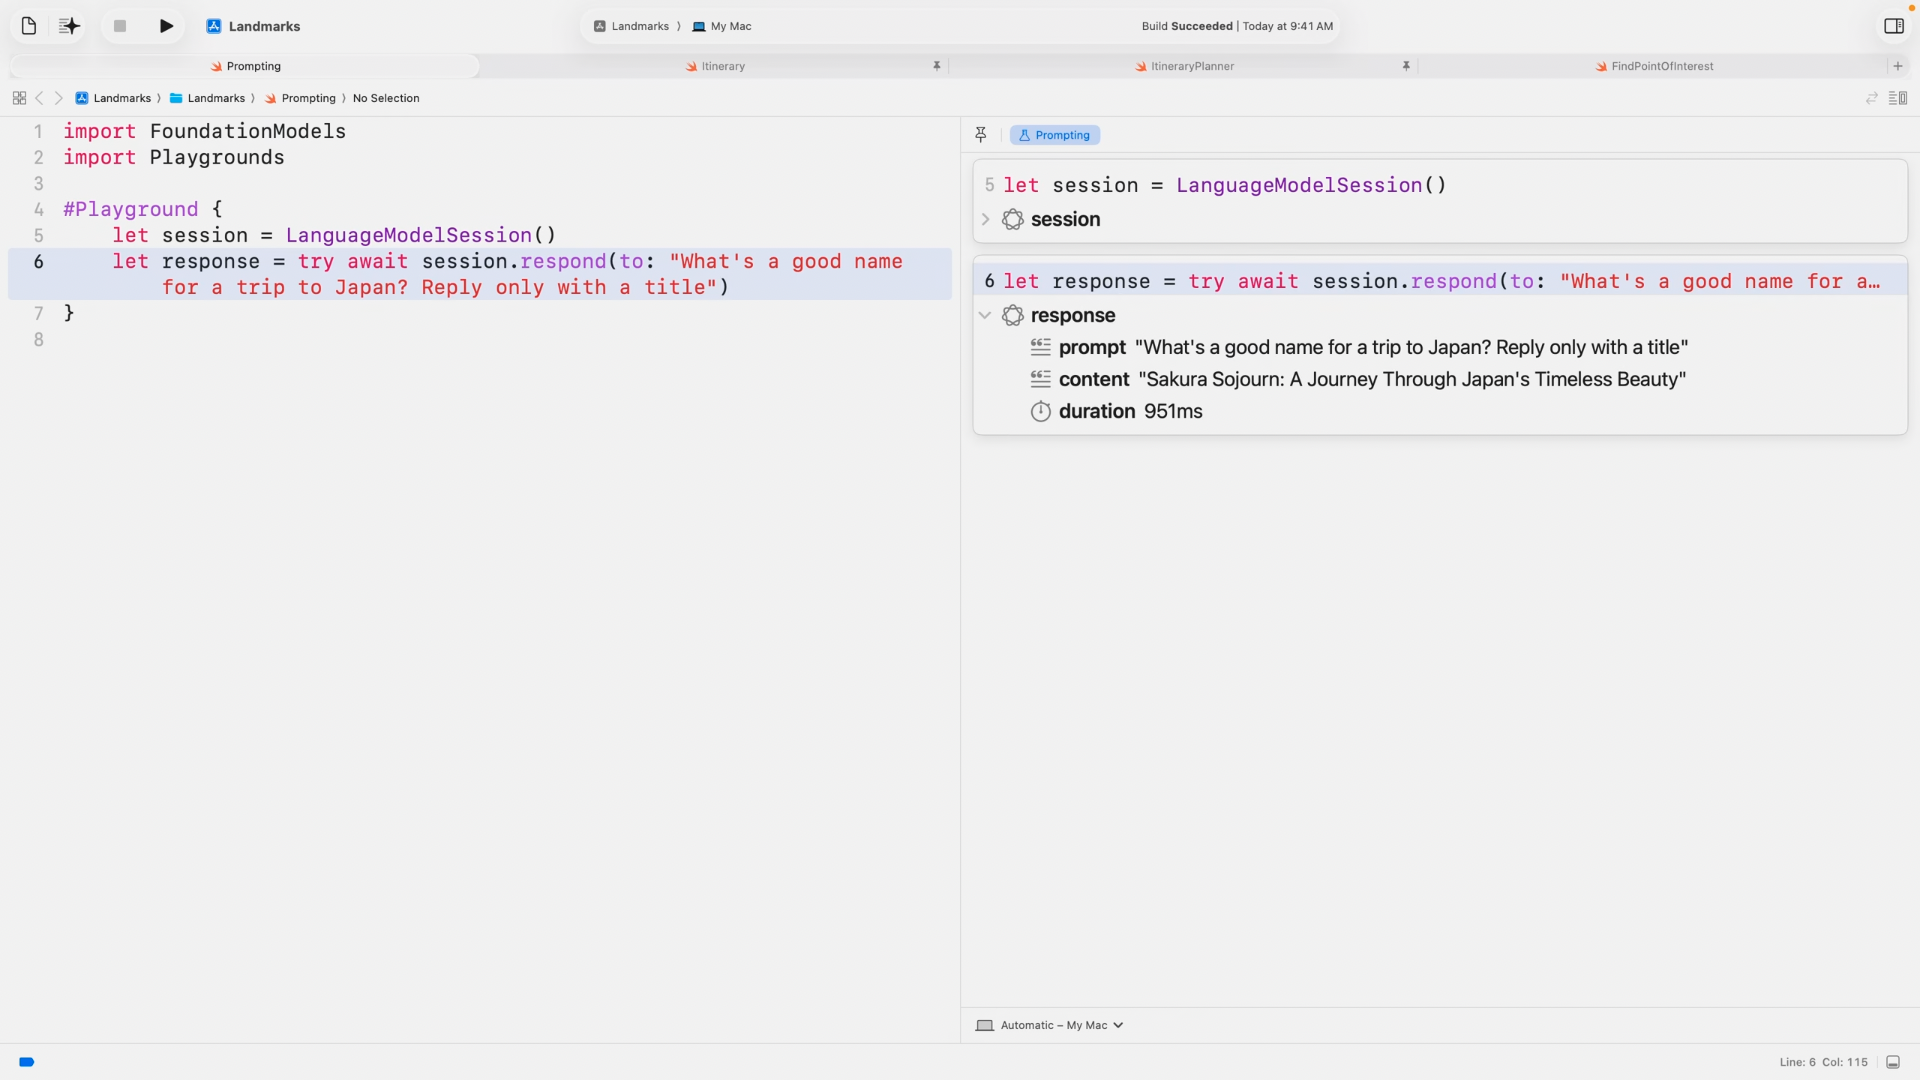 Landmarks
Landmarks 〉 My Mac
Build Succeeded | Today at 9:41 AM
Prompting
Itinerary
ItineraryPlanner
FindPointOfInterest
Landmarks 〉 Landmarks 〉 Prompting 〉 No Selection
1 import FoundationModels
2 import Playgrounds
3
4 #Playground {
5 let session = LanguageModelSession()
6 let response = try await session.respond(to: "What's a good name
for a trip to Japan? Reply only with a title")
7 }
8
Prompting
5 let session = LanguageModelSession()
session
6 let response = try await session.respond(to: "What's a good name for a…
response
prompt "What's a good name for a trip to Japan? Reply only with a title"
content "Sakura Sojourn: A Journey Through Japan's Timeless Beauty"
duration 951ms
Automatic – My Mac
Line: 6 Col: 115